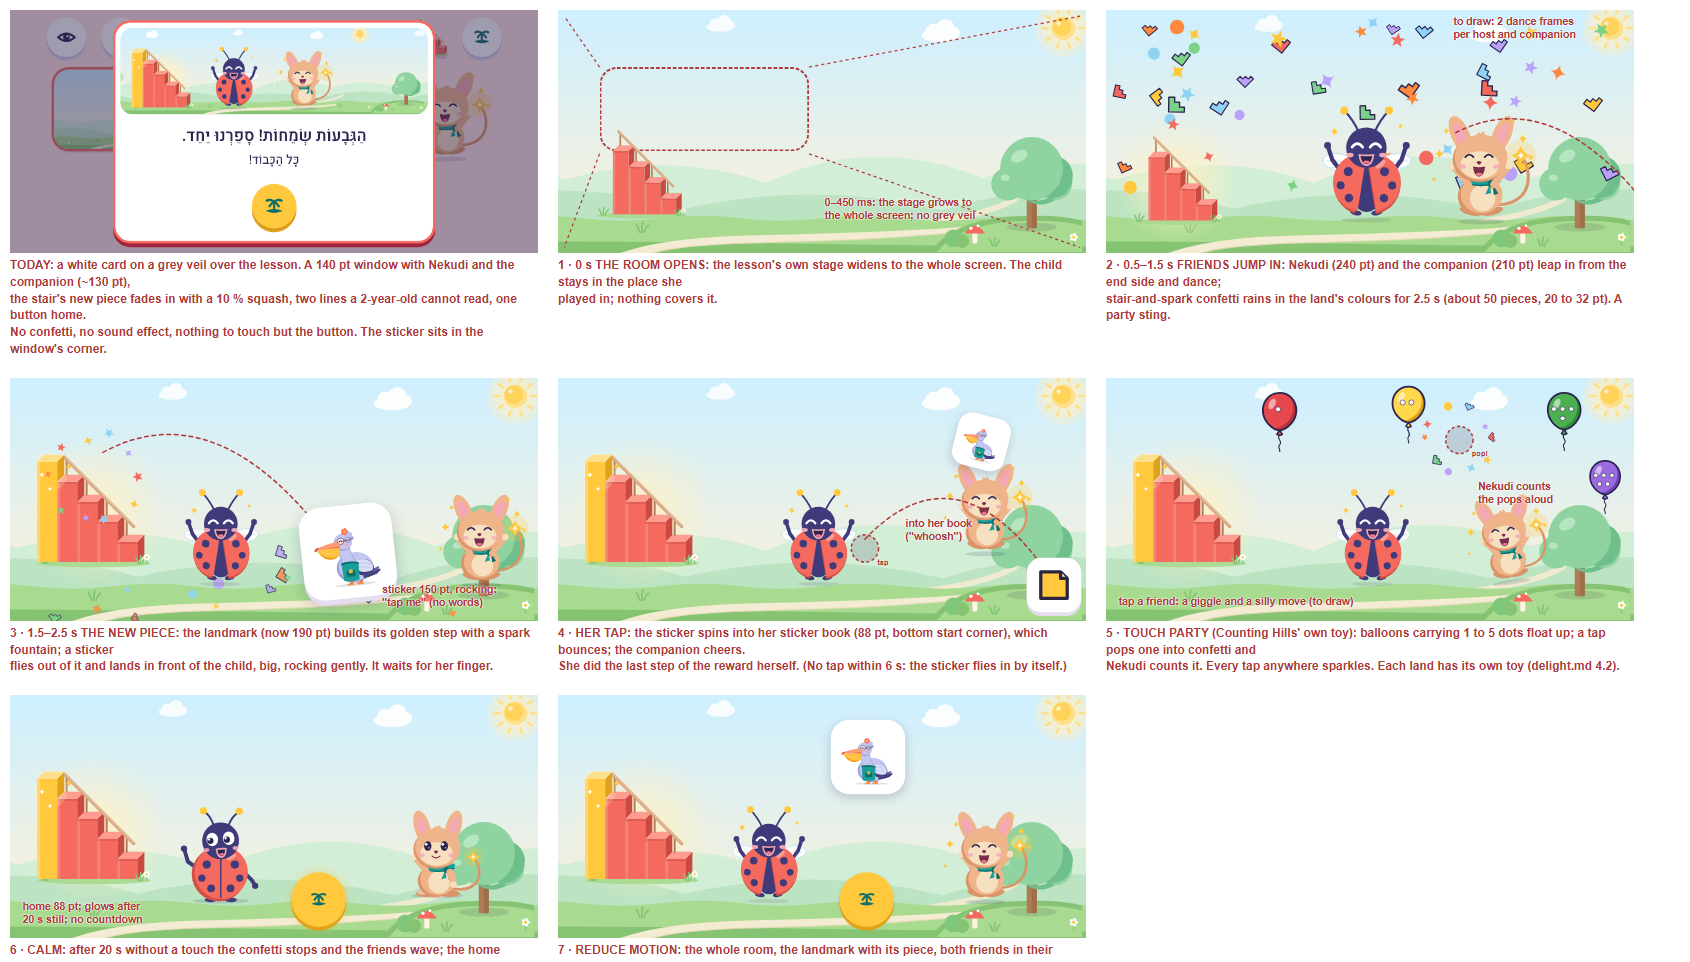 הַגְּבָעוֹת שְׂמֵחוֹת! סָפַרְנוּ יַחַד.
כָּל הַכָּבוֹד!
TODAY: a white card on a grey veil over the lesson. A 140 pt window with Nekudi and the
companion (~130 pt),
the stair's new piece fades in with a 10 % squash, two lines a 2-year-old cannot read, one
button home.
No confetti, no sound effect, nothing to touch but the button. The sticker sits in the
window's corner.
0–450 ms: the stage grows to
the whole screen; no grey veil
1 · 0 s THE ROOM OPENS: the lesson's own stage widens to the whole screen. The child
stays in the place she
played in; nothing covers it.
to draw: 2 dance frames
per host and companion
2 · 0.5–1.5 s FRIENDS JUMP IN: Nekudi (240 pt) and the companion (210 pt) leap in from the
end side and dance;
stair-and-spark confetti rains in the land's colours for 2.5 s (about 50 pieces, 20 to 32 pt). A
party sting.
sticker 150 pt, rocking:
"tap me" (no words)
3 · 1.5–2.5 s THE NEW PIECE: the landmark (now 190 pt) builds its golden step with a spark
fountain; a sticker
flies out of it and lands in front of the child, big, rocking gently. It waits for her finger.
into her book
("whoosh")
tap
4 · HER TAP: the sticker spins into her sticker book (88 pt, bottom start corner), which
bounces; the companion cheers.
She did the last step of the reward herself. (No tap within 6 s: the sticker flies in by itself.)
pop!
Nekudi counts
the pops aloud
tap a friend: a giggle and a silly move (to draw)
5 · TOUCH PARTY (Counting Hills' own toy): balloons carrying 1 to 5 dots float up; a tap
pops one into confetti and
Nekudi counts it. Every tap anywhere sparkles. Each land has its own toy (delight.md 4.2).
home 88 pt; glows after
20 s still; no countdown
6 · CALM: after 20 s without a touch the confetti stops and the friends wave; the home
7 · REDUCE MOTION: the whole room, the landmark with its piece, both friends in their